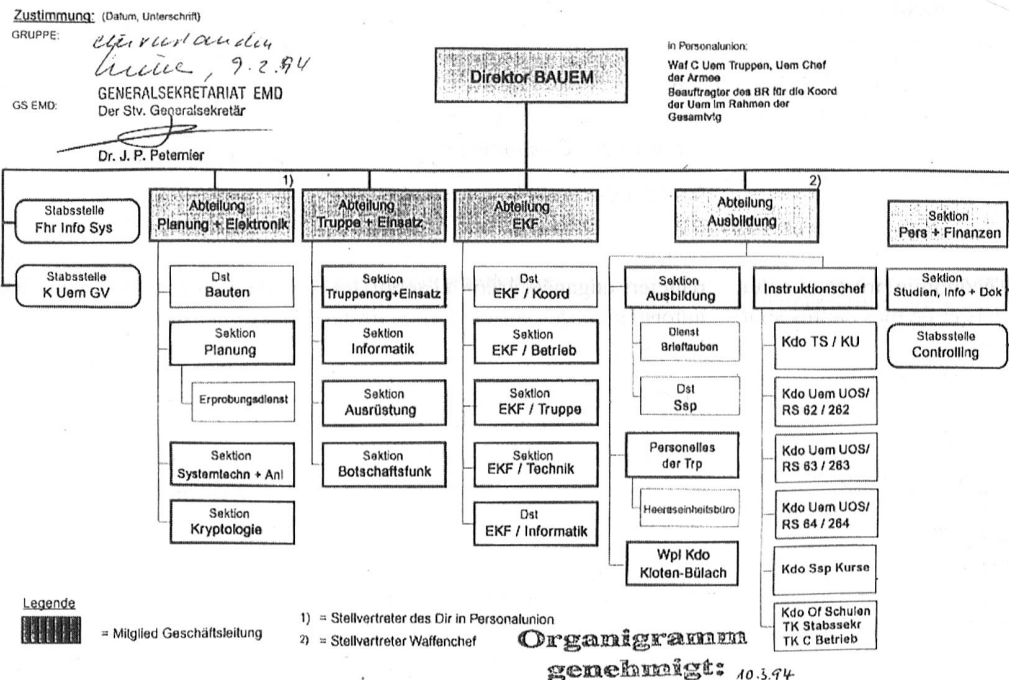 Zustimmung: (Datum, Unterschrift)
GRUPPE:
einverstanden
9.2.94
GS EMD:
GENERALSEKRETARIAT EMD
Der Stv. Generalsekretär
Dr. J. P. Peternier
Direktor BAUEM
in Personalunion:
Waf C Uem Truppen, Uem Chef
der Armee
Beauftragter des BR für die Koord
der Uem im Rahmen der
Gesamtvtg
Stabsstelle
Fhr Info Sys
Stabsstelle
K Uem GV
1)
Abteilung
Planung + Elektronik
Dst
Bauten
Sektion
Planung
Erprobungsdienst
Sektion
Systemtechn + Anl
Sektion
Kryptologie
Abteilung
Truppe + Einsatz
Sektion
Truppenorg+Einsatz
Sektion
Informatik
Sektion
Ausrüstung
Sektion
Botschaftsfunk
Abteilung
EKF
Dst
EKF / Koord
Sektion
EKF / Betrieb
Sektion
EKF / Truppe
Sektion
EKF / Technik
Dst
EKF / Informatik
2)
Abteilung
Ausbildung
Sektion
Ausbildung
Dienst
Brieftauben
Dst
Ssp
Personelles
der Trp
Heereseinheitsbüro
Wpl Kdo
Kloten-Bülach
Instruktionschef
Kdo TS / KU
Kdo Uem UOS/
RS 62 / 262
Kdo Uem UOS/
RS 63 / 263
Kdo Uem UOS/
RS 64 / 264
Kdo Ssp Kurse
Kdo Of Schulen
TK Stabssekr
TK C Betrieb
Sektion
Pers + Finanzen
Sektion
Studien, Info + Dok
Stabsstelle
Controlling
Legende
= Mitglied Geschäftsleitung
1) = Stellvertreter des Dir in Personalunion
2) = Stellvertreter Waffenchef
Organigramm
genehmigt: 10.3.94